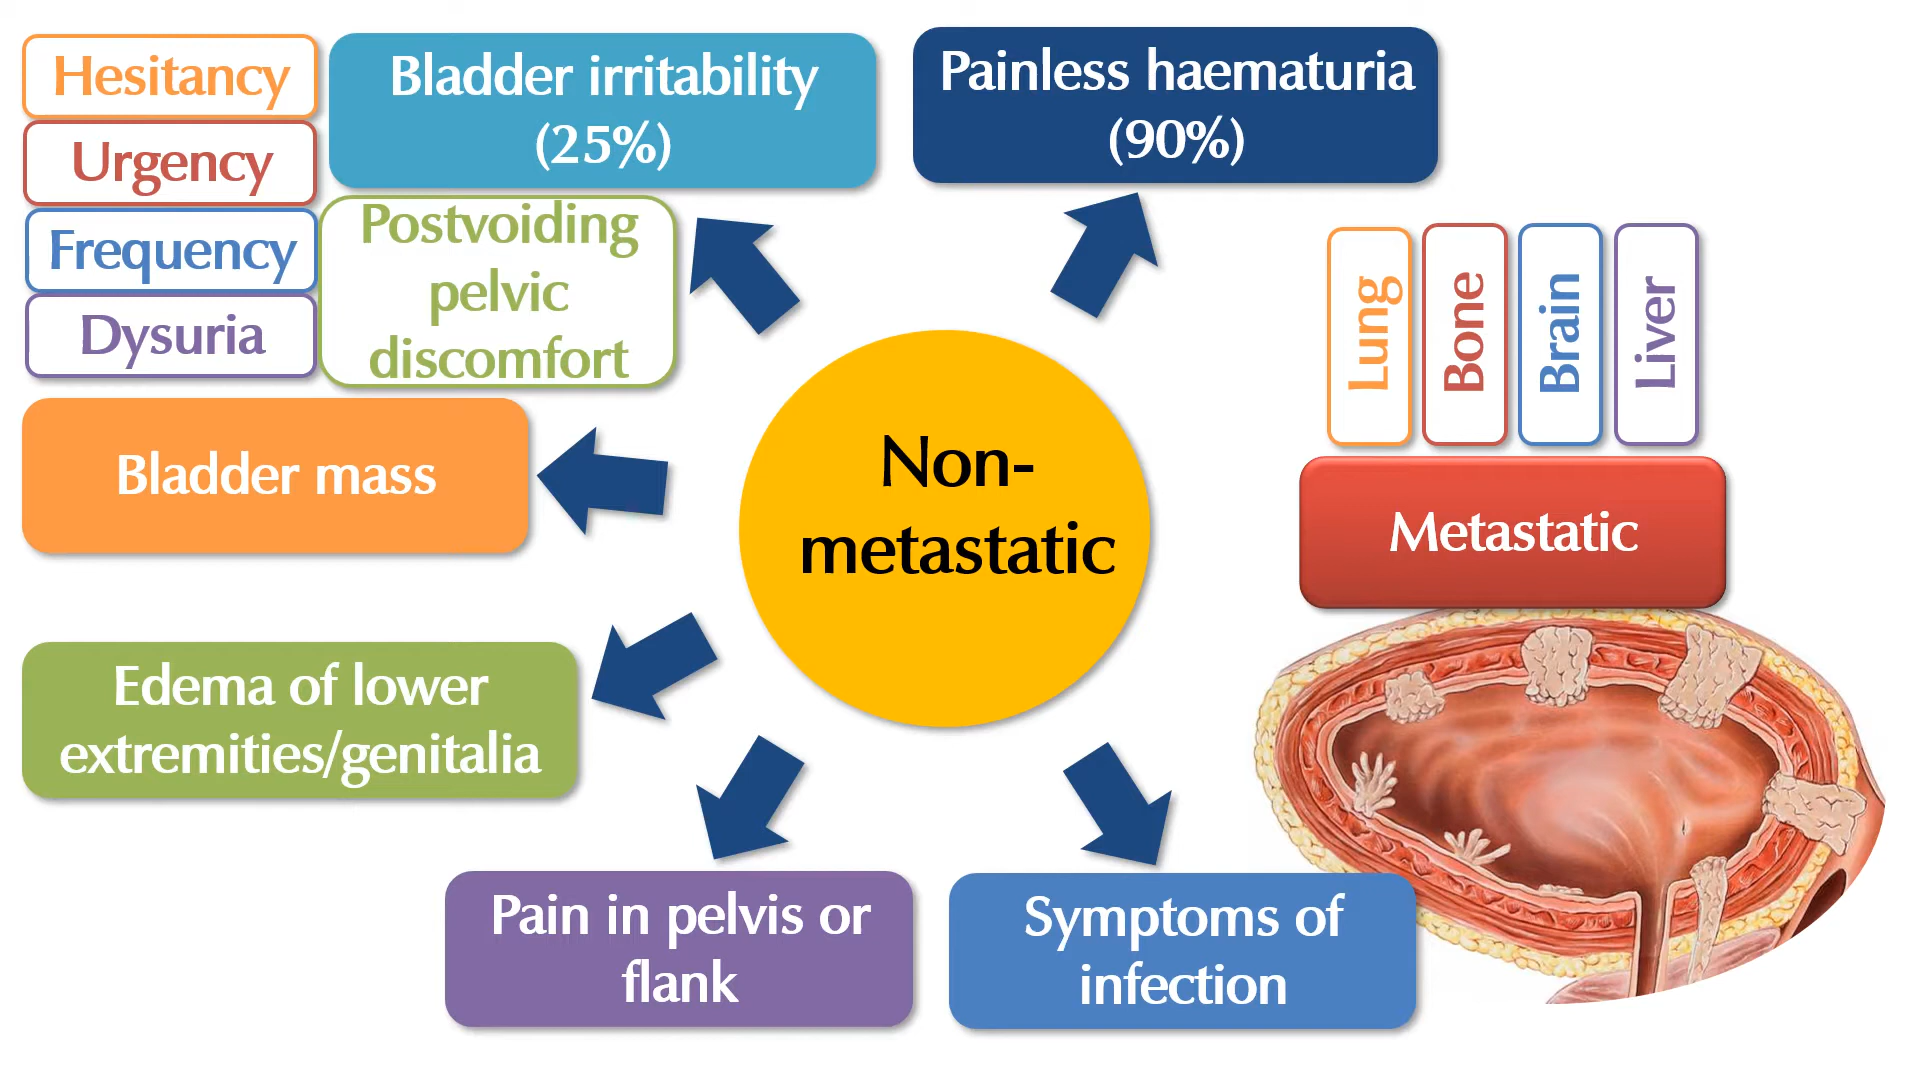 Hesitancy
Urgency
Frequency
Dysuria
Bladder irritability
(25%)
Postvoiding
pelvic
discomfort
Painless haematuria
(90%)
Bladder mass
Edema of lower
extremities/genitalia
Pain in pelvis or
flank
Symptoms of
infection
Non-
metastatic
Lung
Bone
Brain
Liver
Metastatic